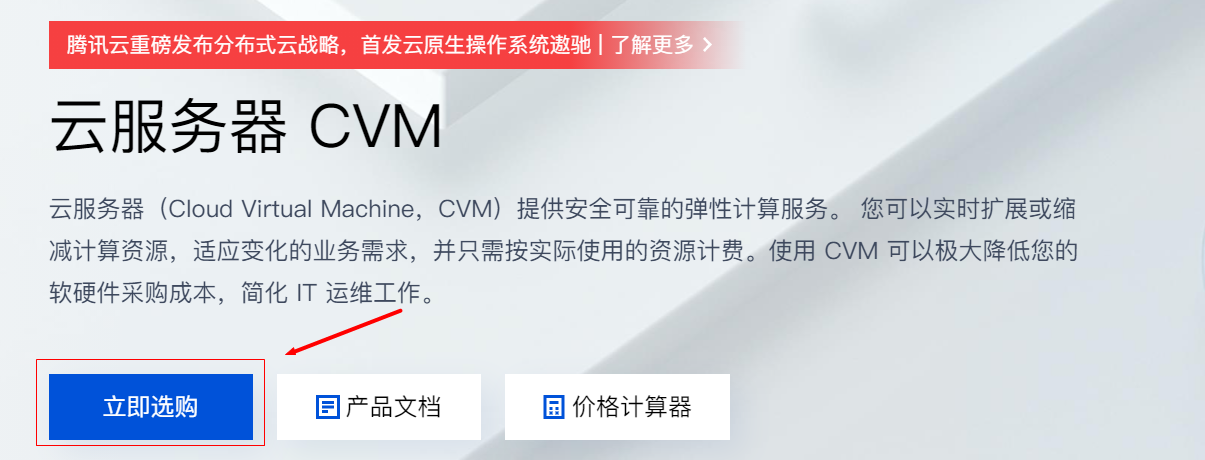 腾讯云重磅发布分布式云战略，首发云原生操作系统遨驰 | 了解更多 >
云服务器 CVM
云服务器（Cloud Virtual Machine，CVM）提供安全可靠的弹性计算服务。 您可以实时扩展或缩
减计算资源，适应变化的业务需求，并只需按实际使用的资源计费。使用 CVM 可以极大降低您的
软硬件采购成本，简化 IT 运维工作。
立即选购 产品文档 价格计算器